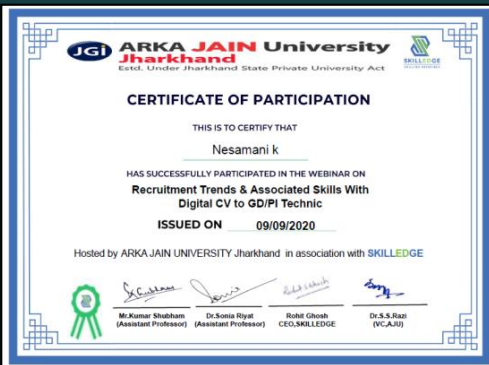 JGi ARKA JAIN University
Jharkhand
Estd. Under Jharkhand State Private University Act
SKILLEDGE
CERTIFICATE OF PARTICIPATION
THIS IS TO CERTIFY THAT
Nesamani k
HAS SUCCESSFULLY PARTICIPATED IN THE WEBINAR ON
Recruitment Trends & Associated Skills With
Digital CV to GD/PI Technic
ISSUED ON 09/09/2020
Hosted by ARKA JAIN UNIVERSITY Jharkhand in association with SKILLEDGE
Mr.Kumar Shubham Dr.Sonia Riyat Rohit Ghosh Dr.S.S.Razi
(Assistant Professor) (Assistant Professor) CEO,SKILLEDGE (VC,AJU)